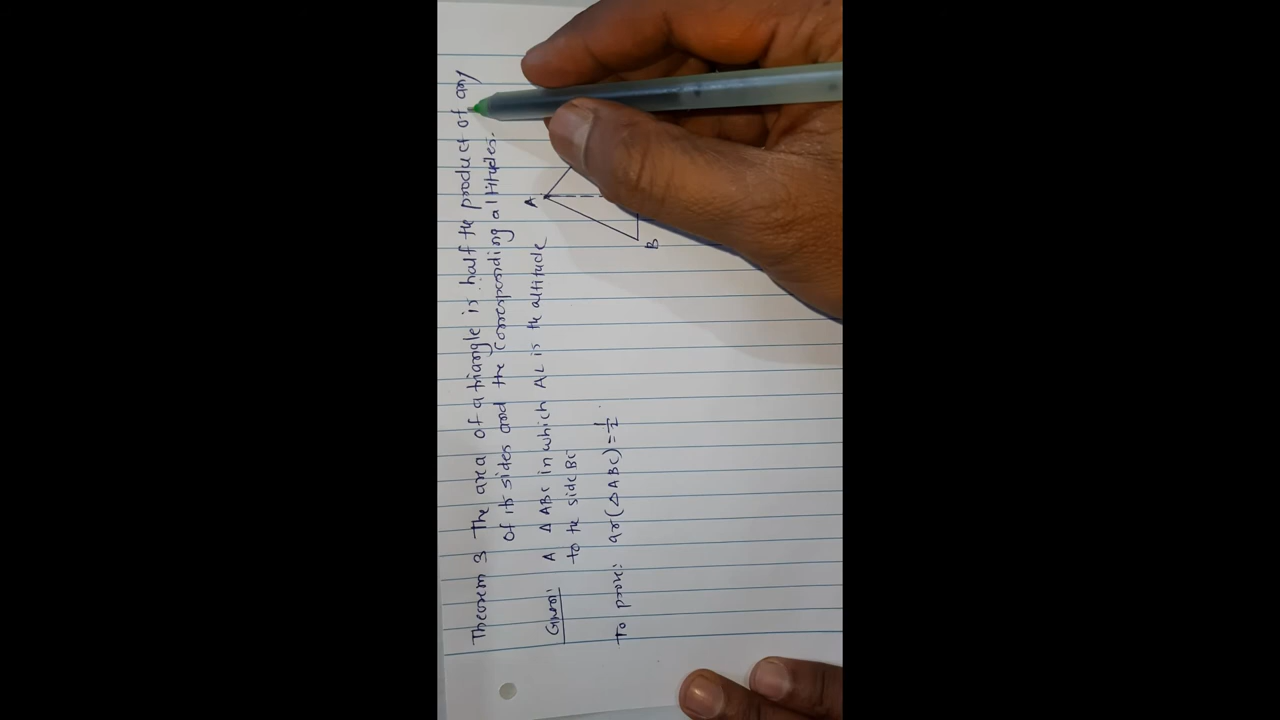 Theorem 3 The area of a triangle is half the product of any
of its sides and the corresponding altitudes.
Given: A △ ABC in which AL is the altitude
to the side BC
To prove: ar(△ABC) = 1/2
A
B